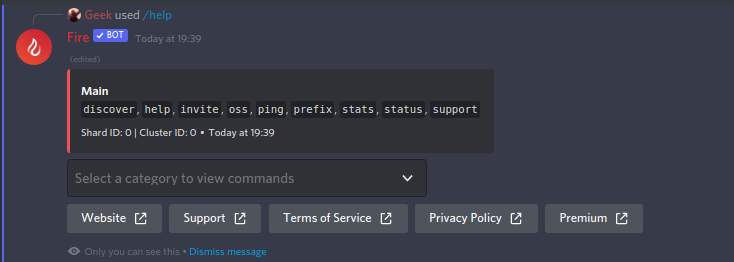 Geek used /help
Fire ✓ BOT Today at 19:39
(edited)
Main
discover, help, invite, oss, ping, prefix, stats, status, support
Shard ID: 0 | Cluster ID: 0 • Today at 19:39
Select a category to view commands
Website Support Terms of Service Privacy Policy Premium
Only you can see this • Dismiss message